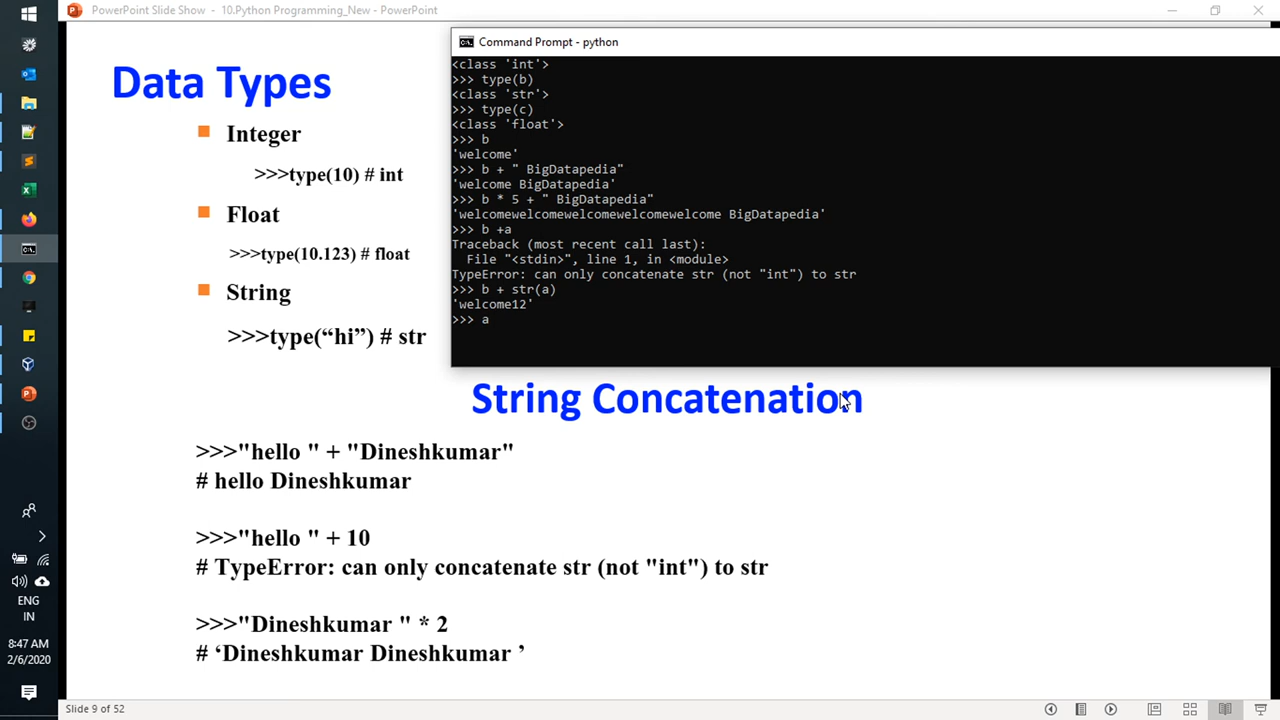 PowerPoint Slide Show - 10.Python Programming_New - PowerPoint
Data Types
Integer
>>>type(10) # int
Float
>>>type(10.123) # float
String
>>>type(“hi”) # str
Command Prompt - python
<class 'int'>
>>> type(b)
<class 'str'>
>>> type(c)
<class 'float'>
>>> b
'welcome'
>>> b + " BigDatapedia"
'welcome BigDatapedia'
>>> b * 5 + " BigDatapedia"
'welcomewelcomewelcomewelcomewelcome BigDatapedia'
>>> b +a
Traceback (most recent call last):
  File "<stdin>", line 1, in <module>
TypeError: can only concatenate str (not "int") to str
>>> b + str(a)
'welcome12'
>>> a
String Concatenation
>>>"hello " + "Dineshkumar"
# hello Dineshkumar
>>>"hello " + 10
# TypeError: can only concatenate str (not "int") to str
>>>"Dineshkumar " * 2
# ‘Dineshkumar Dineshkumar ’
ENG
IN
8:47 AM
2/6/2020
Slide 9 of 52